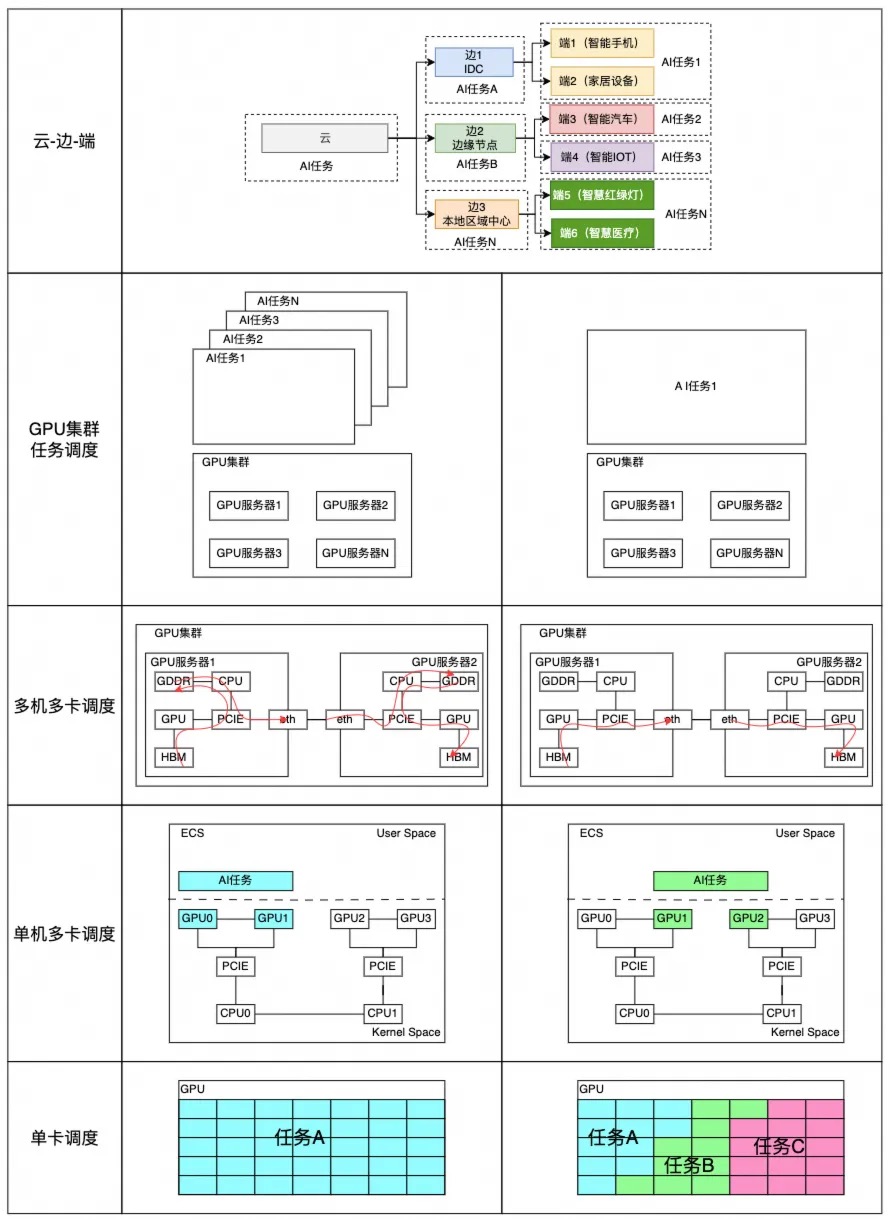 云-边-端
云
AI任务
边1
IDC
AI任务A
边2
边缘节点
AI任务B
边3
本地区域中心
AI任务N
端1（智能手机）
端2（家居设备）
AI任务1
端3（智能汽车）
AI任务2
端4（智能IOT）
AI任务3
端5（智慧红绿灯）
端6（智慧医疗）
AI任务N
GPU集群
任务调度
AI任务N
AI任务3
AI任务2
AI任务1
GPU集群
GPU服务器1
GPU服务器2
GPU服务器3
GPU服务器N
A I任务1
GPU集群
GPU服务器1
GPU服务器2
GPU服务器3
GPU服务器N
多机多卡调度
GPU集群
GPU服务器1
GDDR
CPU
GPU
PCIE
eth
HBM
GPU服务器2
CPU
GDDR
eth
PCIE
GPU
HBM
GPU集群
GPU服务器1
GDDR
CPU
GPU
PCIE
eth
HBM
GPU服务器2
CPU
GDDR
eth
PCIE
GPU
HBM
单机多卡调度
ECS
User Space
AI任务
GPU0
GPU1
GPU2
GPU3
PCIE
PCIE
CPU0
CPU1
Kernel Space
ECS
User Space
AI任务
GPU0
GPU1
GPU2
GPU3
PCIE
PCIE
CPU0
CPU1
Kernel Space
单卡调度
GPU
任务A
GPU
任务A
任务B
任务C